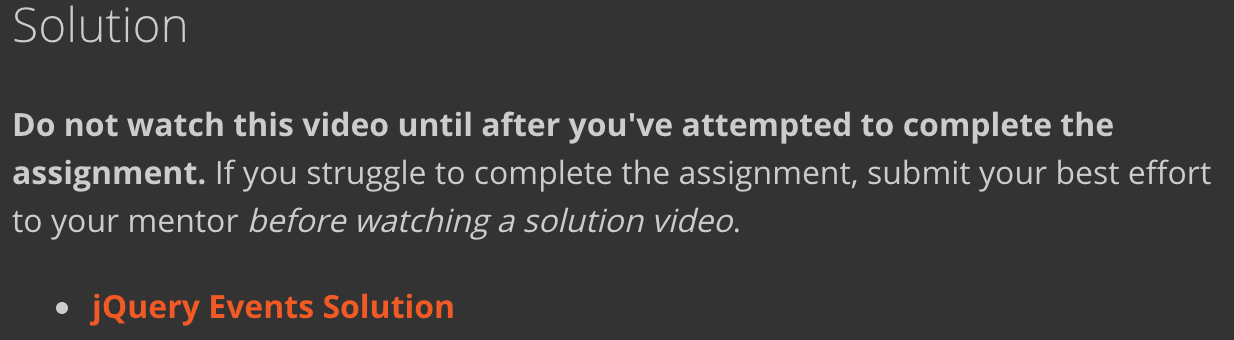 Solution
Do not watch this video until after you've attempted to complete the
assignment. If you struggle to complete the assignment, submit your best effort
to your mentor before watching a solution video.
• jQuery Events Solution